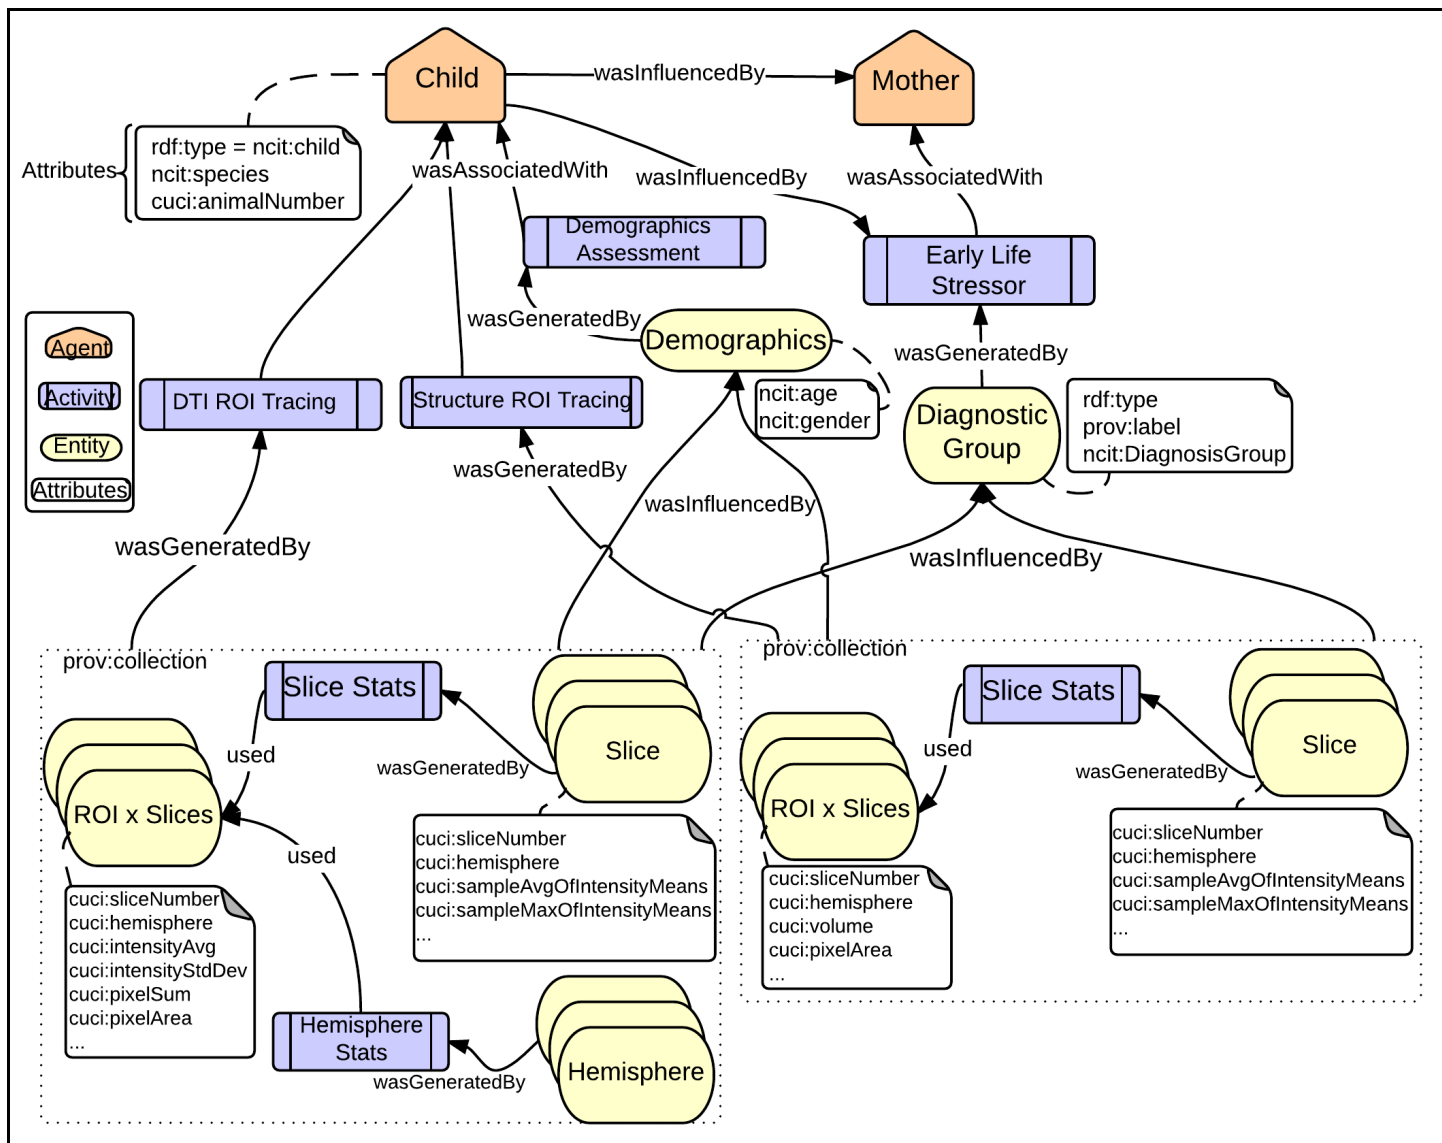 Child
wasInfluencedBy
Mother
Attributes
rdf:type = ncit:child
ncit:species
cuci:animalNumber
wasAssociatedWith
wasInfluencedBy
wasAssociatedWith
Demographics
Assessment
Early Life
Stressor
wasGeneratedBy
Demographics
wasGeneratedBy
Agent
Activity
Entity
Attributes
DTI ROI Tracing
Structure ROI Tracing
ncit:age
ncit:gender
Diagnostic
Group
rdf:type
prov:label
ncit:DiagnosisGroup
wasGeneratedBy
wasInfluencedBy
wasGeneratedBy
wasInfluencedBy
prov:collection
Slice Stats
used
wasGeneratedBy
Slice
ROI x Slices
used
cuci:sliceNumber
cuci:hemisphere
cuci:sampleAvgOfIntensityMeans
cuci:sampleMaxOfIntensityMeans
...
cuci:sliceNumber
cuci:hemisphere
cuci:intensityAvg
cuci:intensityStdDev
cuci:pixelSum
cuci:pixelArea
...
Hemisphere
Stats
wasGeneratedBy
Hemisphere
prov:collection
Slice Stats
used
wasGeneratedBy
Slice
ROI x Slices
cuci:sliceNumber
cuci:hemisphere
cuci:volume
cuci:pixelArea
...
cuci:sliceNumber
cuci:hemisphere
cuci:sampleAvgOfIntensityMeans
cuci:sampleMaxOfIntensityMeans
...